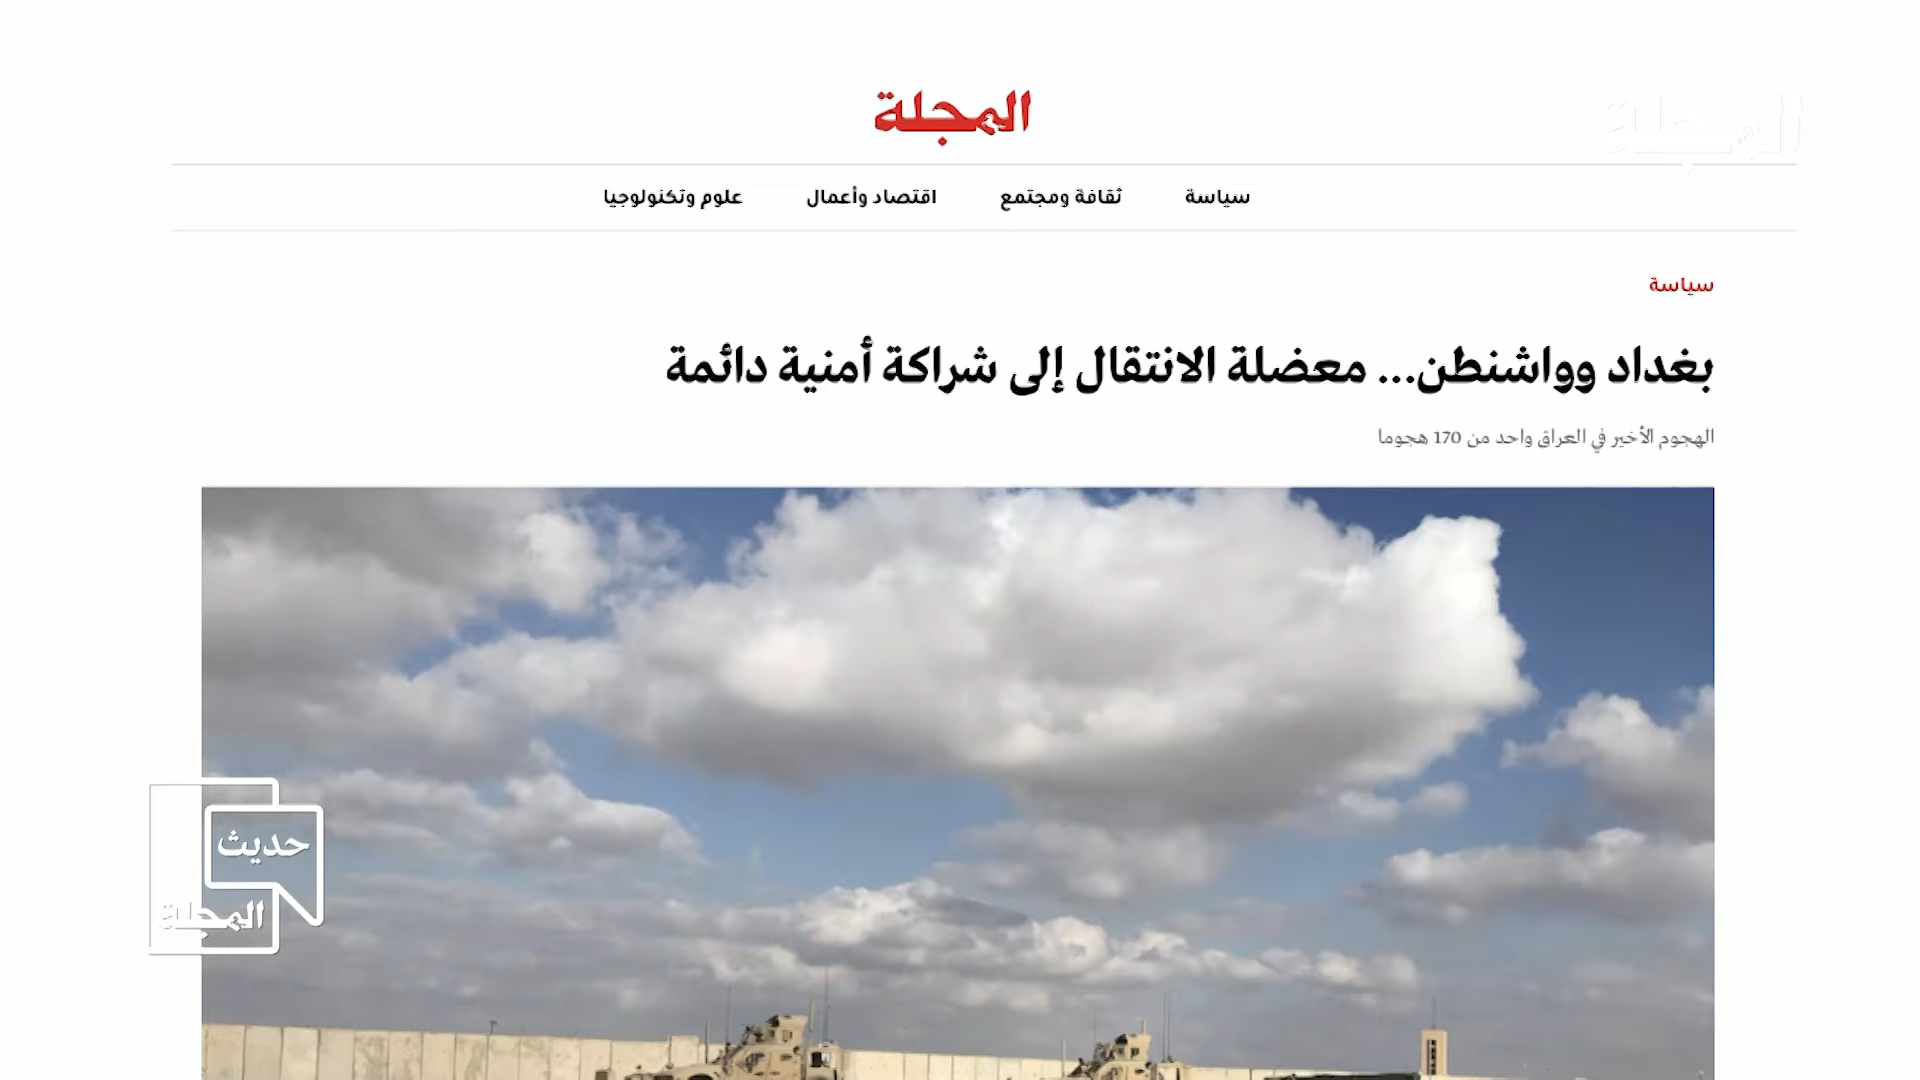 المجلة
المجلة
سياسة ثقافة ومجتمع اقتصاد وأعمال علوم وتكنولوجيا
سياسة
بغداد وواشنطن... معضلة الانتقال إلى شراكة أمنية دائمة
الهجوم الأخير في العراق واحد من 170 هجوما
حديث
المجلة